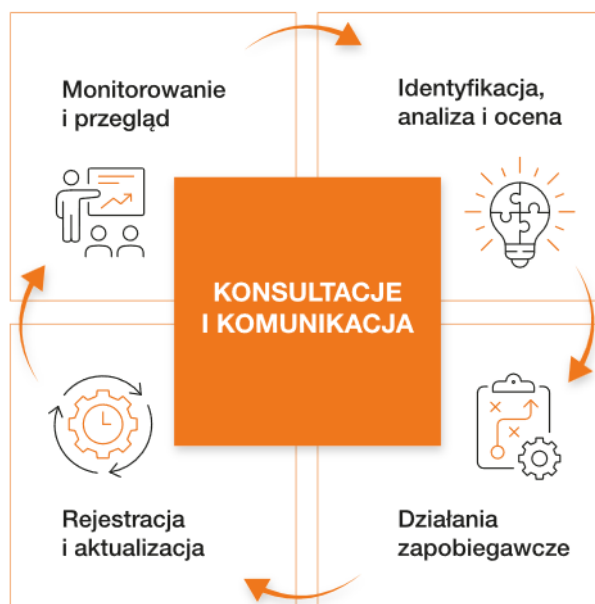 Monitorowanie
i przegląd
Identyfikacja,
analiza i ocena
KONSULTACJE
I KOMUNIKACJA
Rejestracja
i aktualizacja
Działania
zapobiegawcze